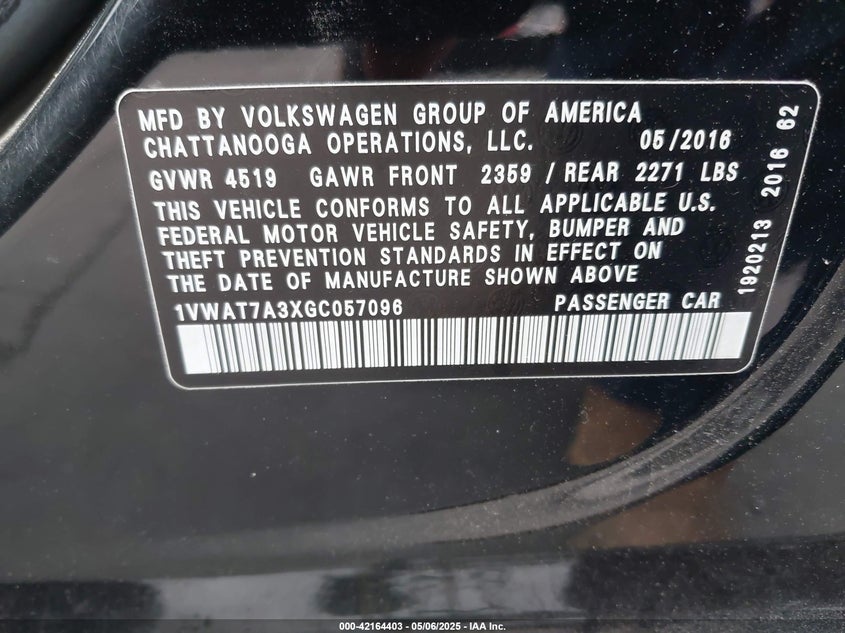 MFD BY VOLKSWAGEN GROUP OF AMERICA
CHATTANOOGA OPERATIONS, LLC. 05/2016
GVWR 4519 GAWR FRONT 2359 / REAR 2271 LBS
THIS VEHICLE CONFORMS TO ALL APPLICABLE U.S.
FEDERAL MOTOR VEHICLE SAFETY, BUMPER AND
THEFT PREVENTION STANDARDS IN EFFECT ON
THE DATE OF MANUFACTURE SHOWN ABOVE
1VWAT7A3XGC057096 PASSENGER CAR
1920213 2016 62
000-42164403 - 05/06/2025 - IAA Inc.